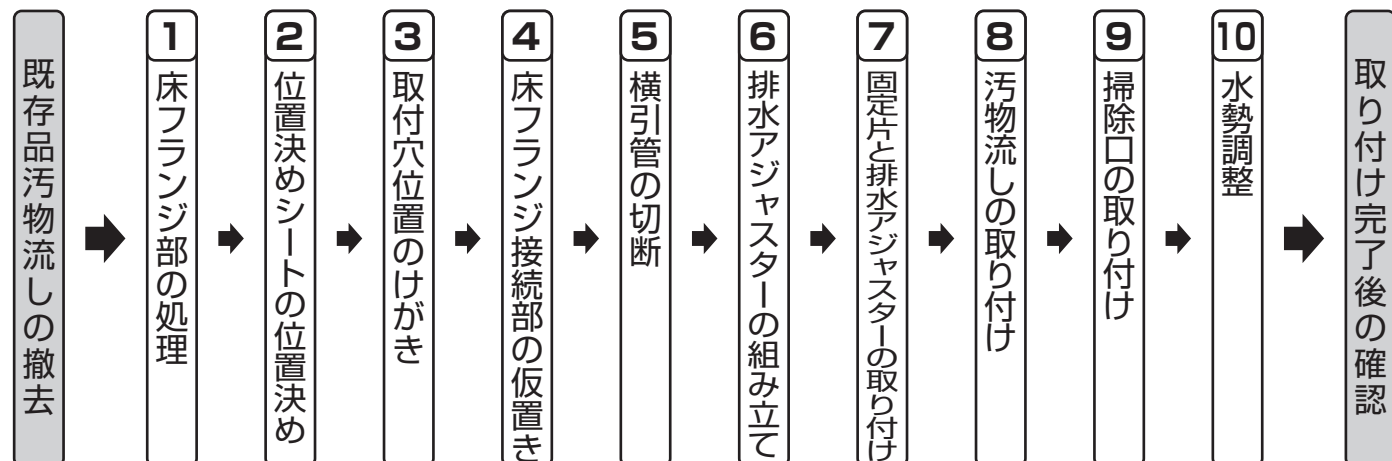 既存品汚物流しの撤去
1
床フランジ部の処理
2
位置決めシートの位置決め
3
取付穴位置のけがき
4
床フランジ接続部の仮置き
5
横引管の切断
6
排水アジャスターの組み立て
7
固定片と排水アジャスターの取り付け
8
汚物流しの取り付け
9
掃除口の取り付け
10
水勢調整
取り付け完了後の確認